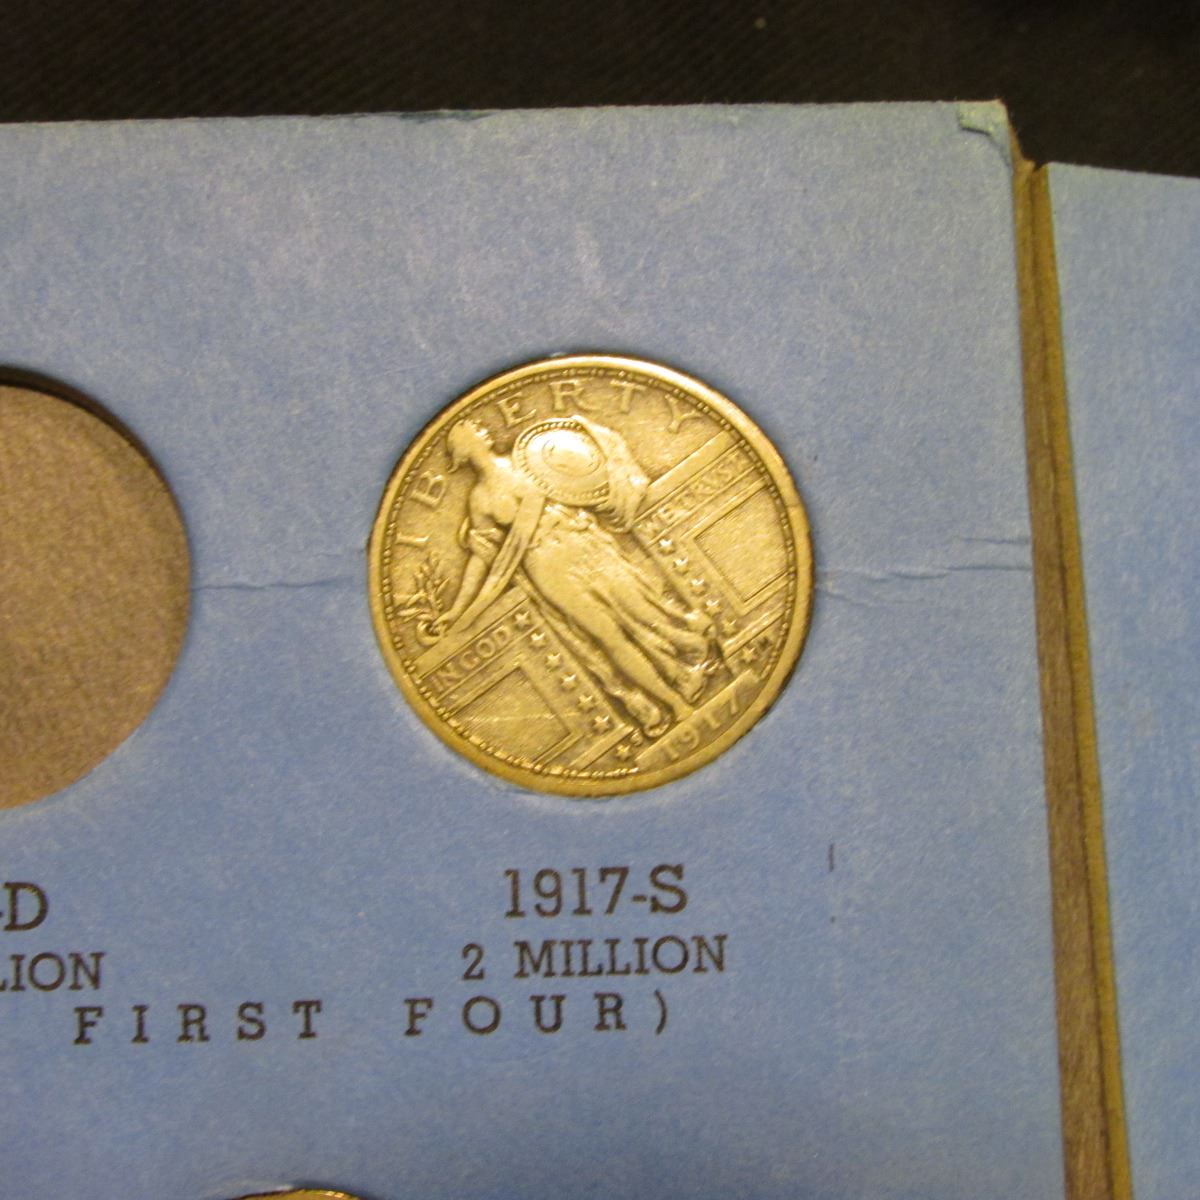 LIBERTY
IN GOD WE TRUST
S
1917
-D
LION
1917-S
2 MILLION
FIRST FOUR)